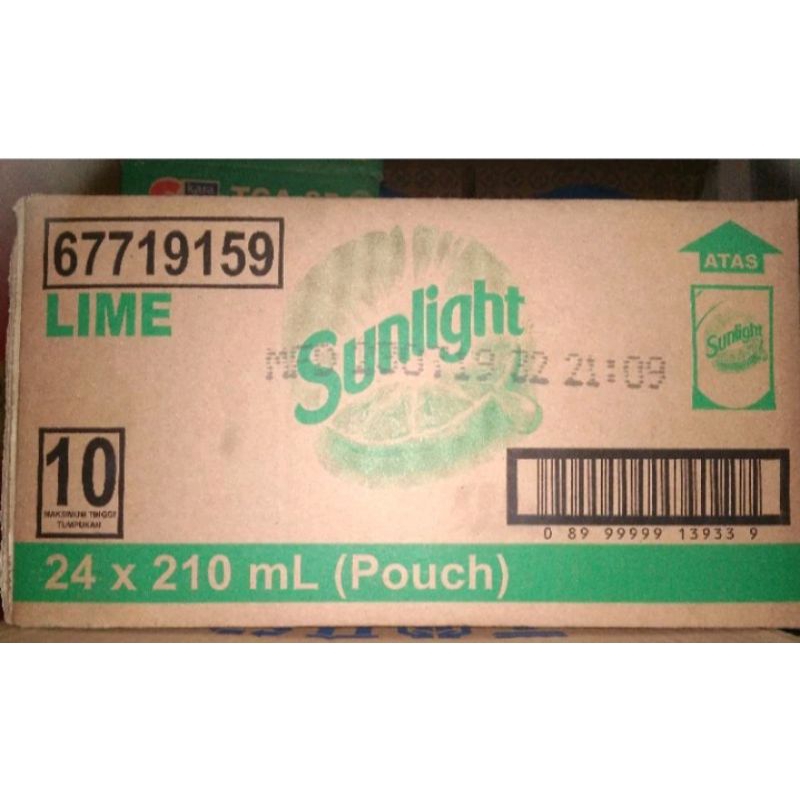 67719159
LIME
ATAS
Sunlight
Sunlight
21:09
10
MAKSIMUM TINGGI
TUMPUKAN
0 89 99999 13933 9
24 x 210 mL (Pouch)